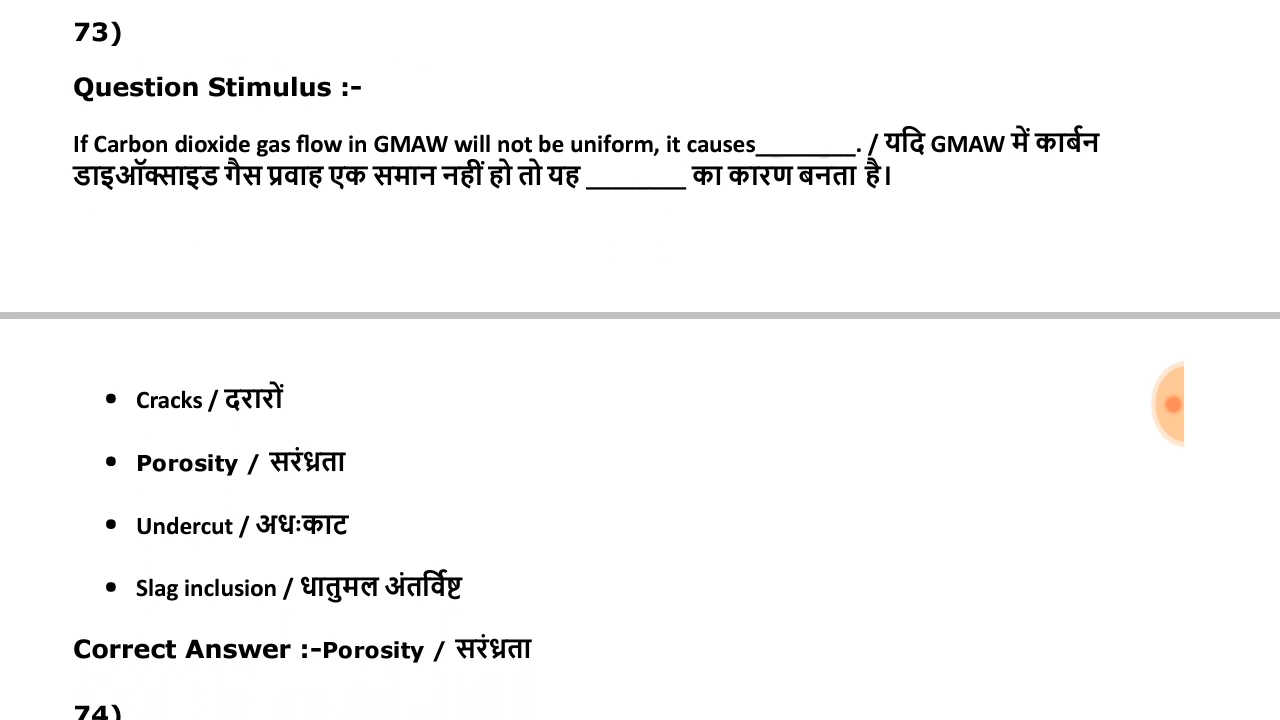 73)
Question Stimulus :-
If Carbon dioxide gas flow in GMAW will not be uniform, it causes________. / यदि GMAW में कार्बन
डाइऑक्साइड गैस प्रवाह एक समान नहीं हो तो यह ________ का कारण बनता है।
• Cracks / दरारों
• Porosity / सरंध्रता
• Undercut / अधःकाट
• Slag inclusion / धातुमल अंतर्विष्ट
Correct Answer :-Porosity / सरंध्रता
74)